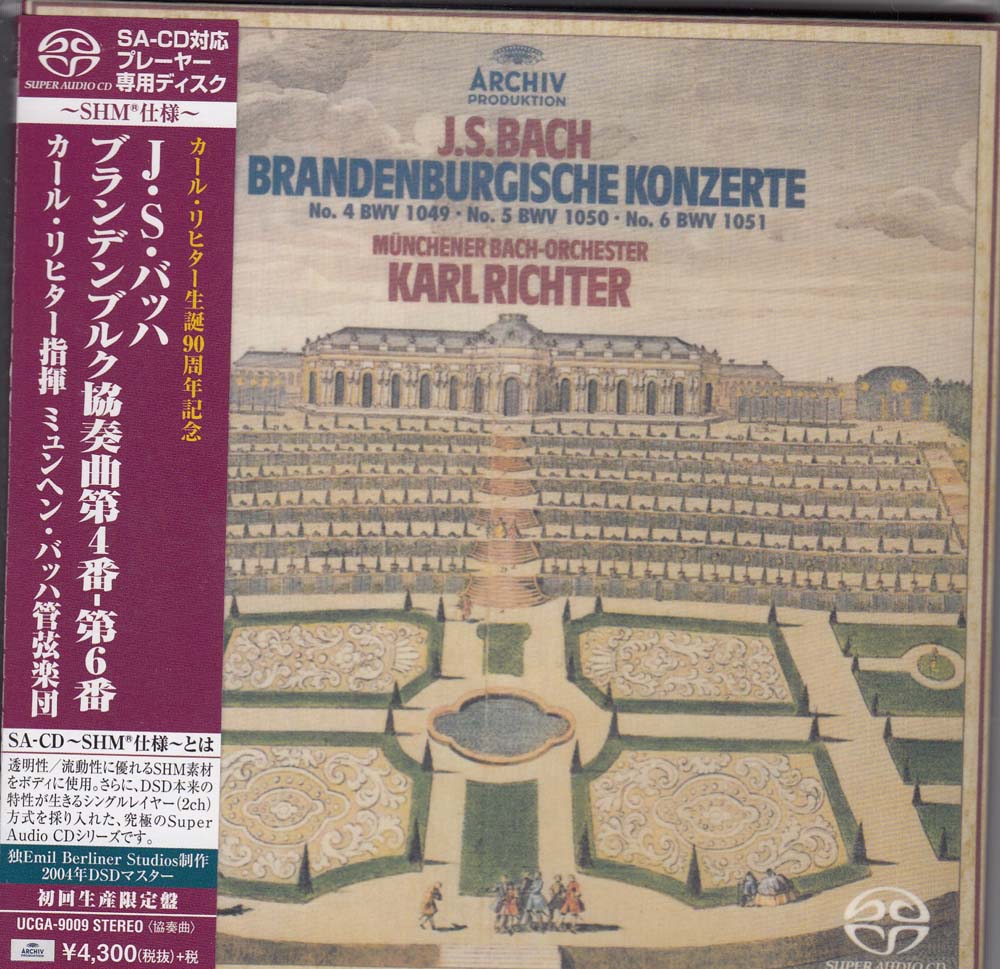 SUPER AUDIO CD
SA-CD対応
プレーヤー
専用ディスク
～SHM®仕様～
カール・リヒター生誕90周年記念
J・S・バッハ
ブランデンブルク協奏曲第4番-第6番
カール・リヒター指揮 ミュンヘン・バッハ管弦楽団
SA-CD～SHM®仕様～とは
透明性／流動性に優れるSHM素材
をボディに使用。さらに、DSD本来の
特性が生きるシングルレイヤー(2ch)
方式を採り入れた、究極のSuper
Audio CDシリーズです。
独Emil Berliner Studios制作
2004年DSDマスター
初回生産限定盤
UCGA-9009 STEREO〈協奏曲〉
ARCHIV
PRODUKTION
¥4,300(税抜)+税
ARCHIV
PRODUKTION
J.S.BACH
BRANDENBURGISCHE KONZERTE
No. 4 BWV 1049 · No. 5 BWV 1050 · No. 6 BWV 1051
MÜNCHENER BACH-ORCHESTER
KARL RICHTER
SUPER AUDIO CD